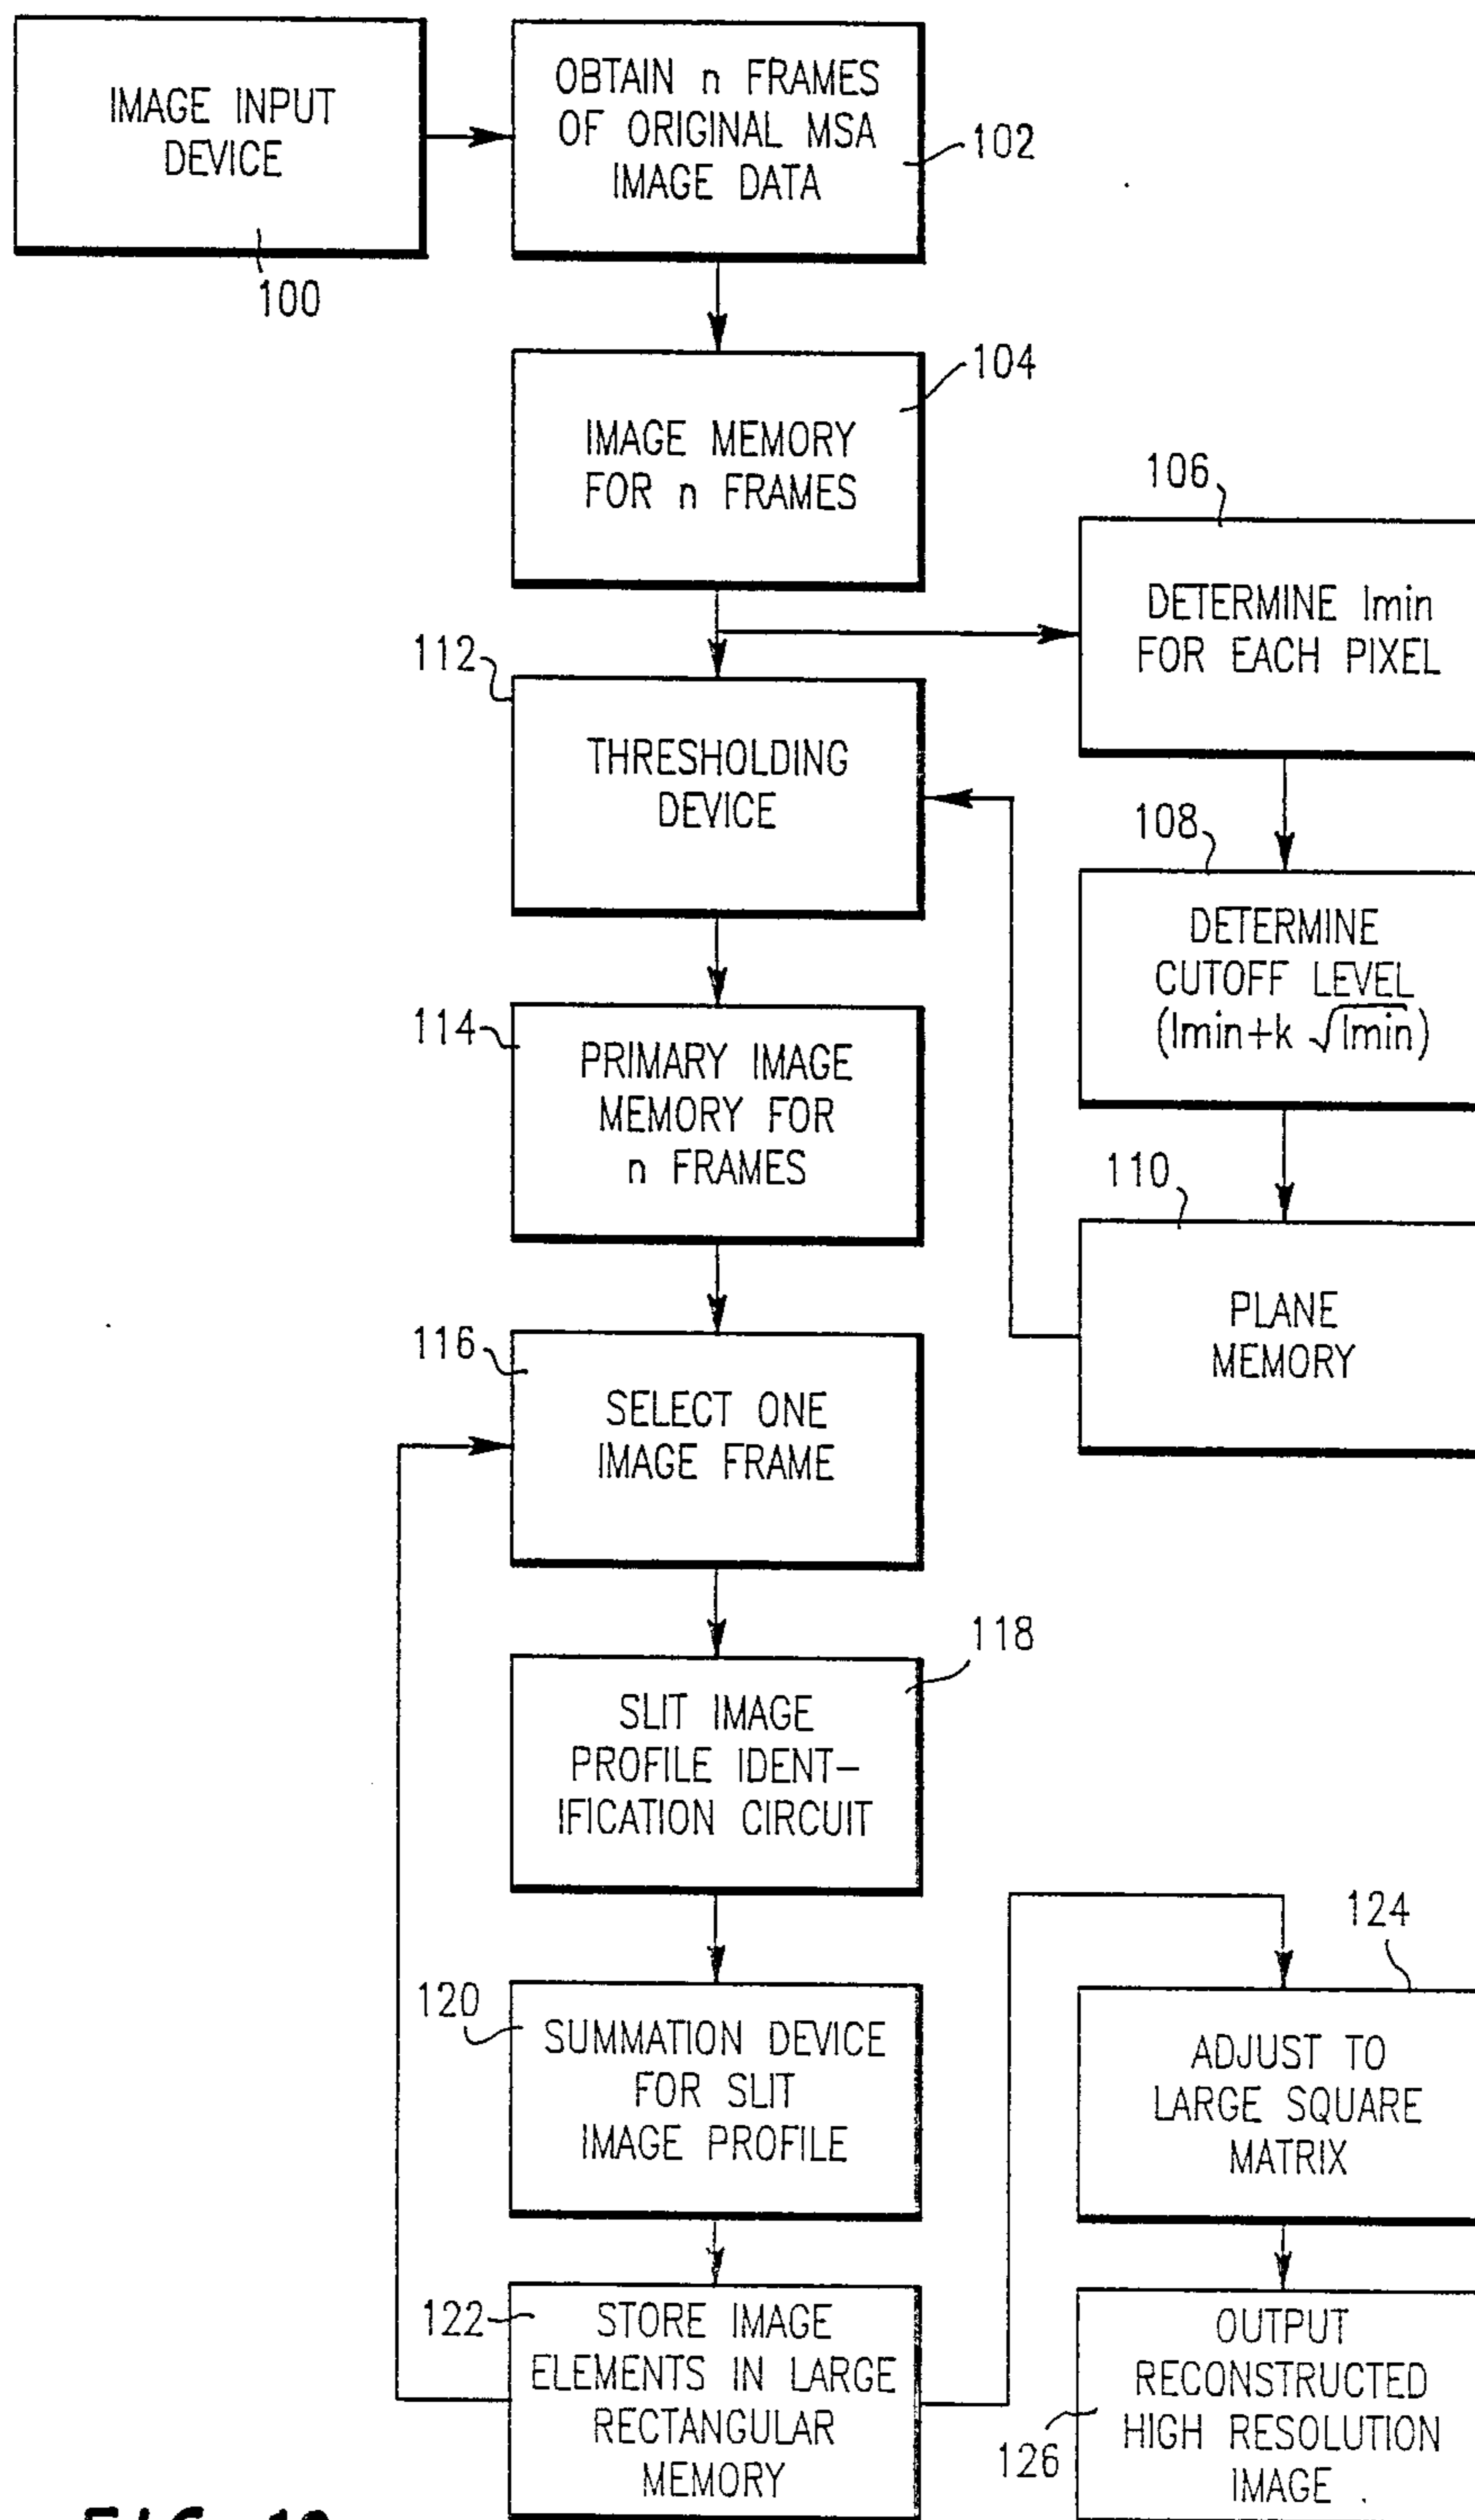 IMAGE INPUT
DEVICE
100
OBTAIN n FRAMES
OF ORIGINAL MSA
IMAGE DATA
102
IMAGE MEMORY
FOR n FRAMES
104
106
DETERMINE Imin
FOR EACH PIXEL
112
THRESHOLDING
DEVICE
108
DETERMINE
CUTOFF LEVEL
(Imin+k √Imin)
114
PRIMARY IMAGE
MEMORY FOR
n FRAMES
110
PLANE
MEMORY
116
SELECT ONE
IMAGE FRAME
118
SLIT IMAGE
PROFILE IDENT-
IFICATION CIRCUIT
120
SUMMATION DEVICE
FOR SLIT
IMAGE PROFILE
124
ADJUST TO
LARGE SQUARE
MATRIX
122
STORE IMAGE
ELEMENTS IN LARGE
RECTANGULAR
MEMORY
126
OUTPUT
RECONSTRUCTED
HIGH RESOLUTION
IMAGE